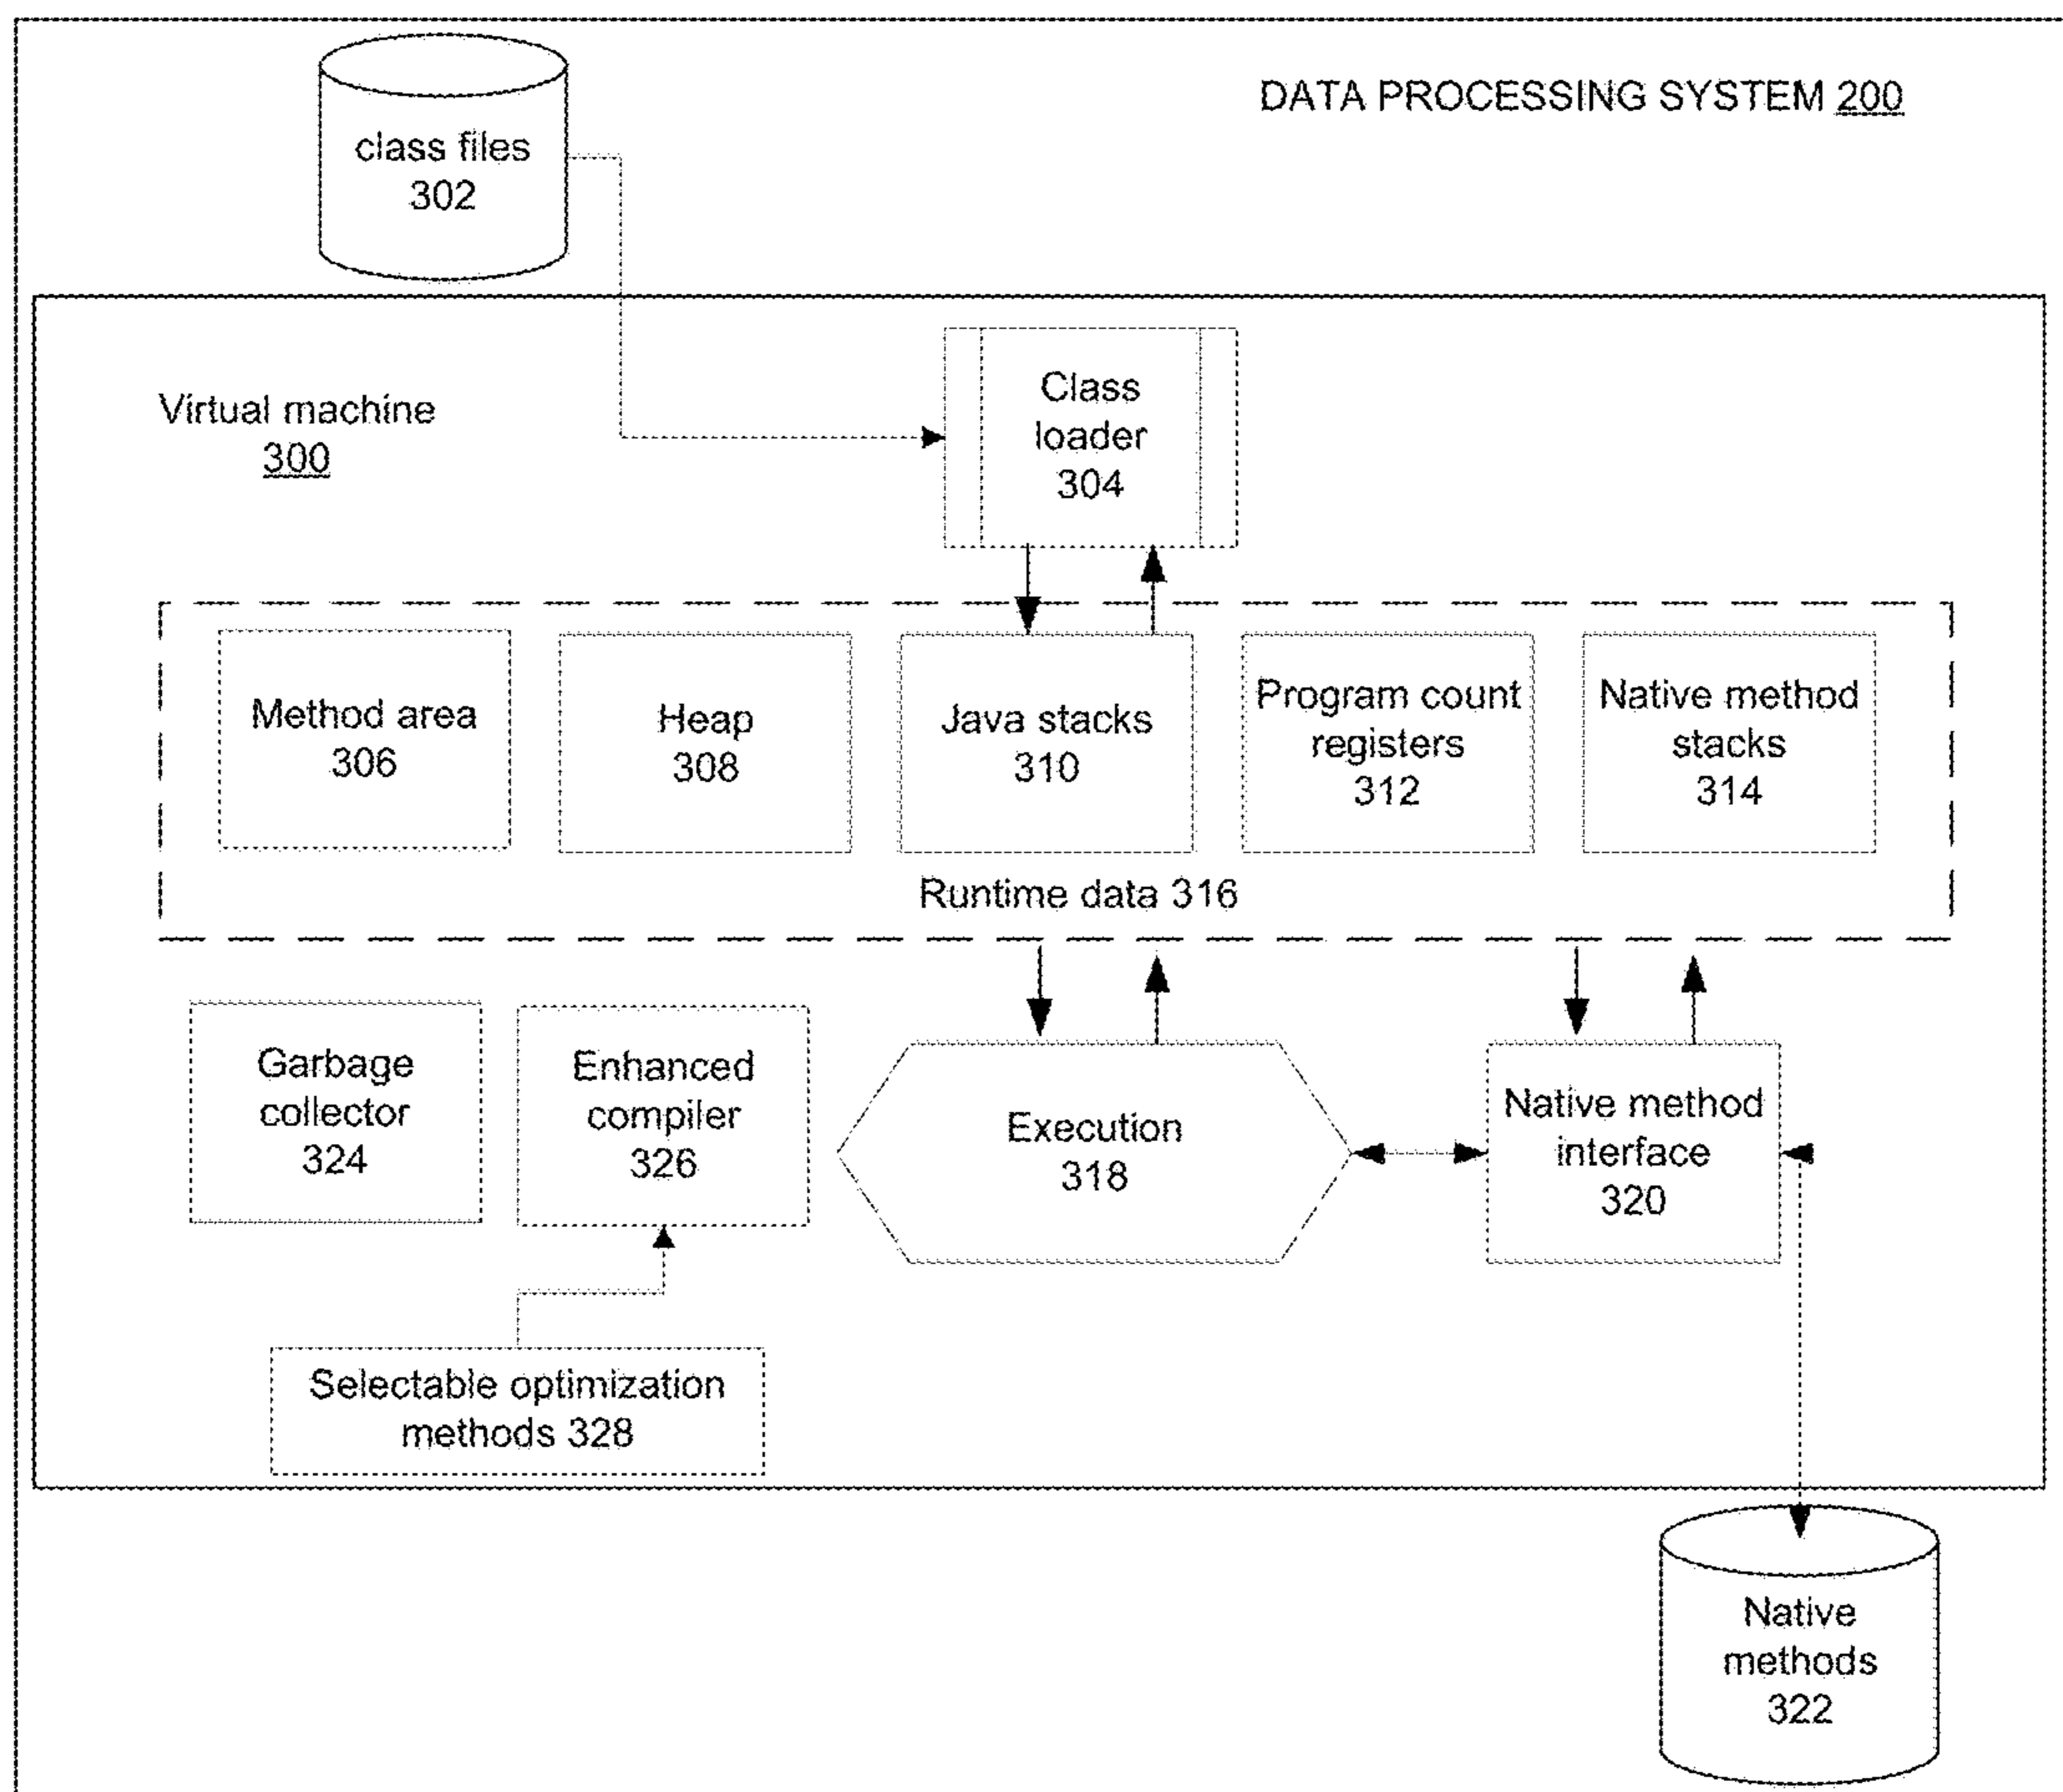 DATA PROCESSING SYSTEM 200
class files
302
Virtual machine
300
Class
loader
304
Method area
306
Heap
308
Java stacks
310
Program count
registers
312
Native method
stacks
314
Runtime data 316
Garbage
collector
324
Enhanced
compiler
326
Execution
318
Native method
interface
320
Selectable optimization
methods 328
Native
methods
322